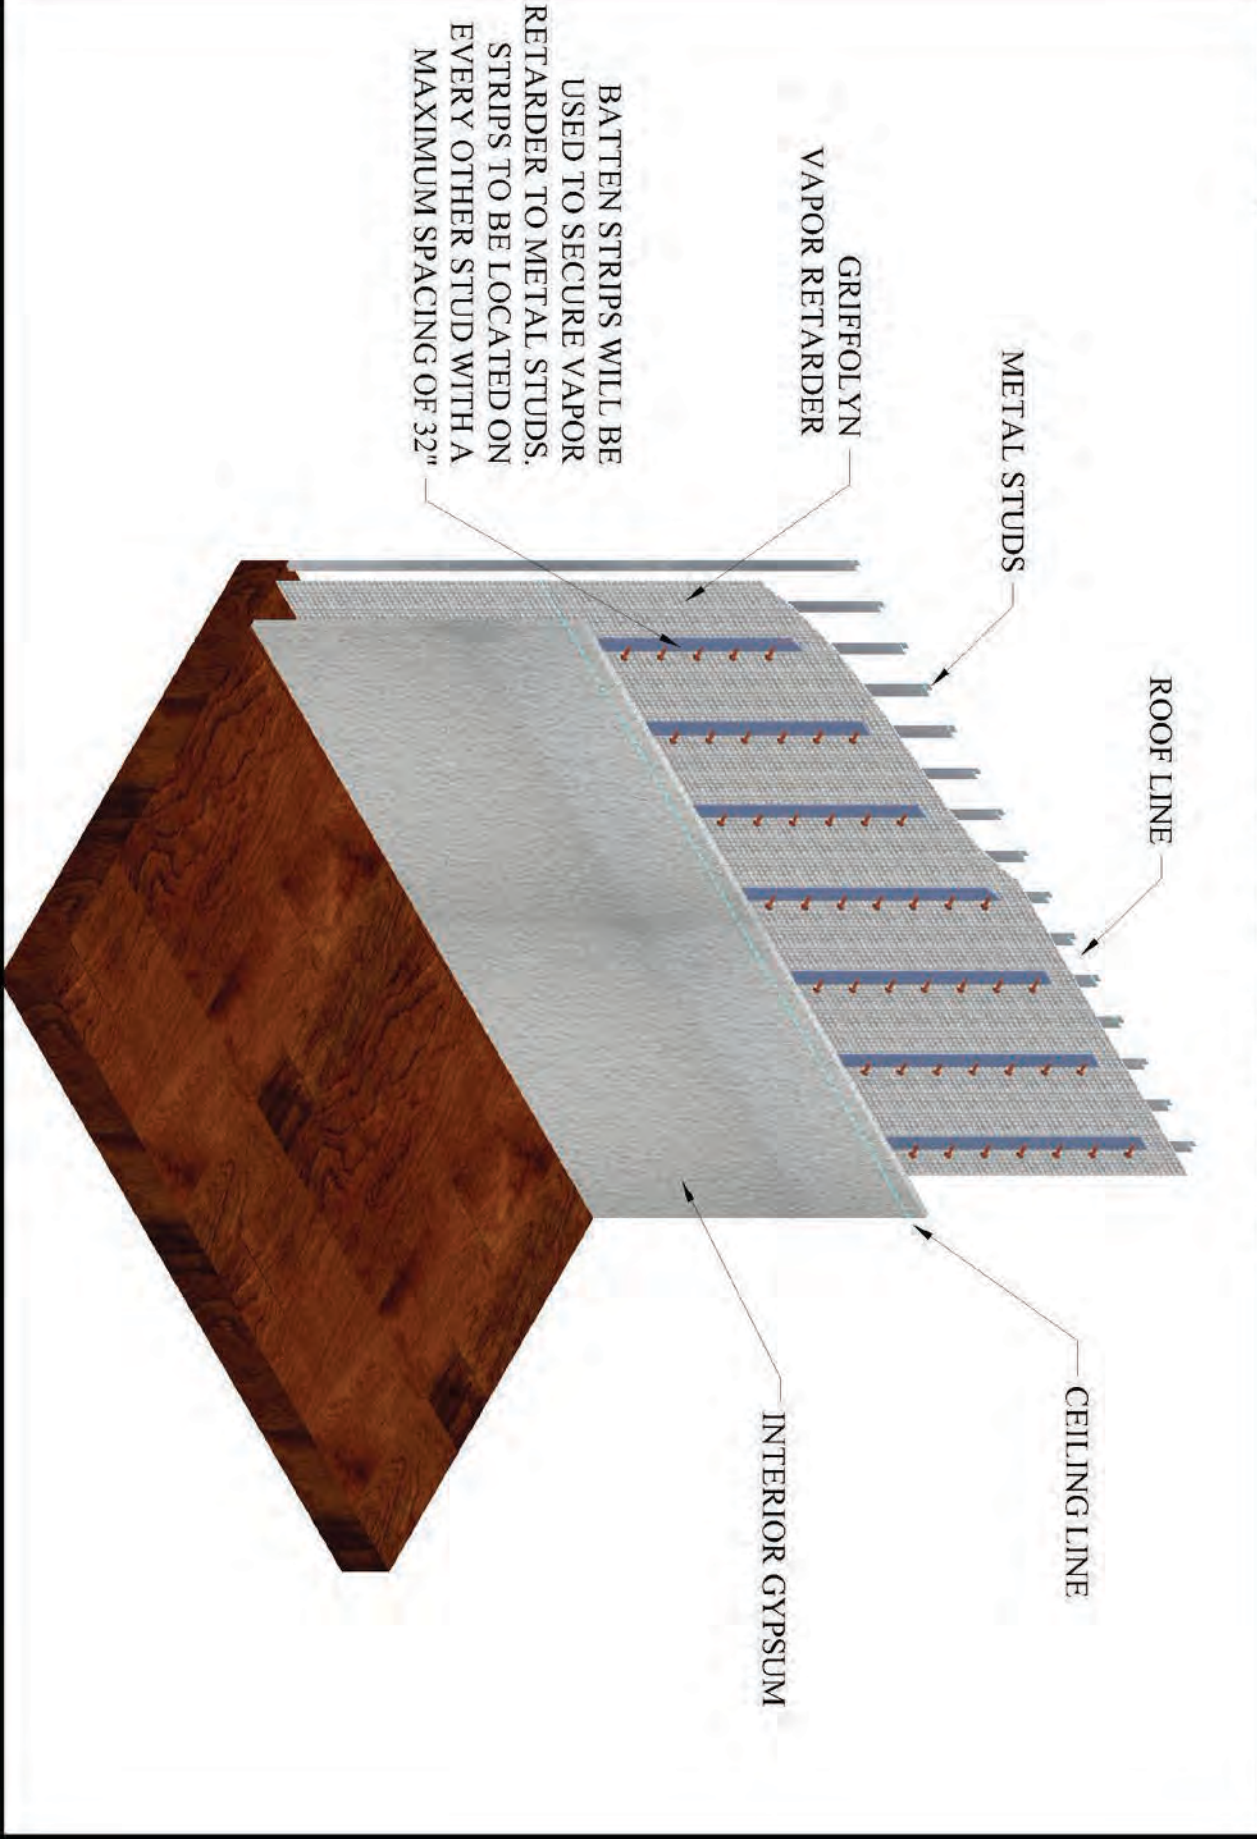 ROOF LINE
METAL STUDS
GRIFFOLYN
VAPOR RETARDER
BATTEN STRIPS WILL BE
USED TO SECURE VAPOR
RETARDER TO METAL STUDS.
STRIPS TO BE LOCATED ON
EVERY OTHER STUD WITH A
MAXIMUM SPACING OF 32"
CEILING LINE
INTERIOR GYPSUM